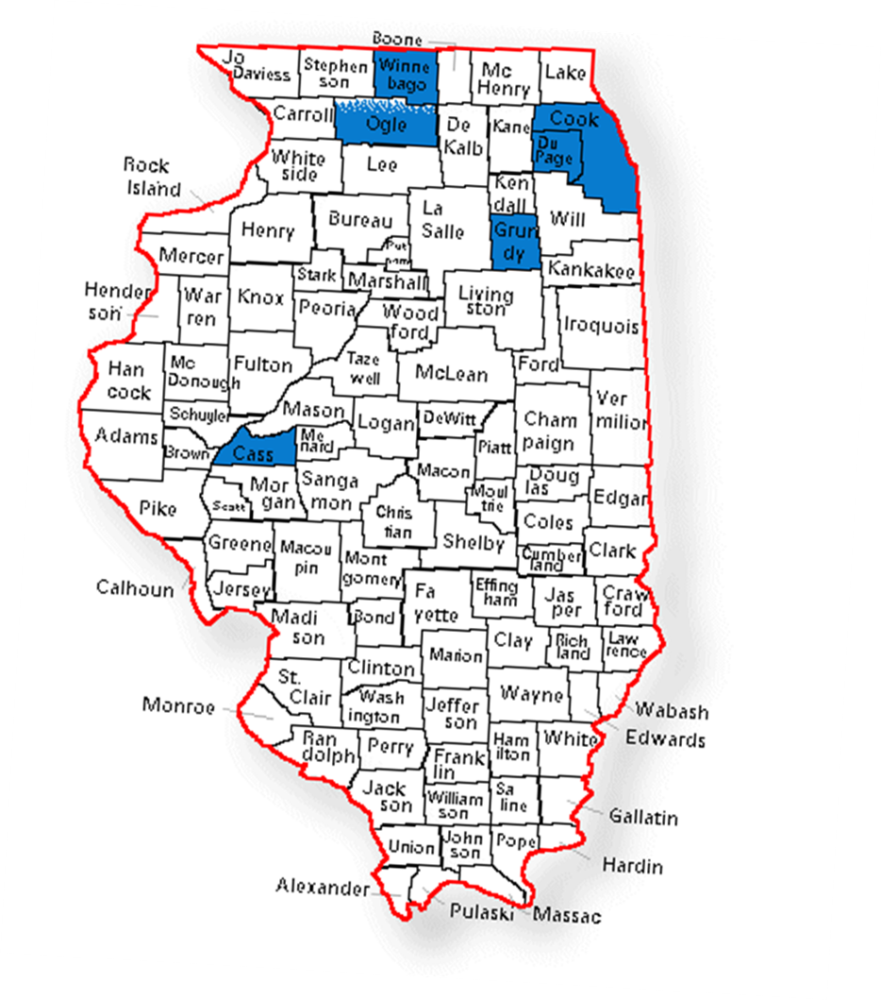 Boone
Jo
Daviess
Stephen
son
Winne
bago
Mc
Henry
Lake
Carroll
Ogle
De
Kalb
Kane
Cook
Du
Page
Rock
Island
White
side
Lee
Ken
dall
Henry
Bureau
La
Salle
Grun
dy
Will
Put
nam
Mercer
Stark
Marshall
Kankakee
Hender
son
War
ren
Knox
Peoria
Wood
ford
Living
ston
Iroquois
Han
cock
Mc
Donough
Fulton
Taze
well
McLean
Ford
Schuyler
Mason
Logan
DeWitt
Cham
paign
Ver
milion
Adams
Brown
Cass
Me
nard
Piatt
Macon
Pike
Scott
Mor
gan
Sanga
mon
Chris
tian
Moul
trie
Doug
las
Edgar
Coles
Shelby
Cumber
land
Clark
Calhoun
Greene
Macou
pin
Mont
gomery
Jersey
Fa
yette
Effing
ham
Jas
per
Craw
ford
Madi
son
Bond
Clay
Rich
land
Law
rence
Marion
St.
Clair
Clinton
Wayne
Wabash
Edwards
Monroe
Wash
ington
Jeffer
son
Ran
dolph
Perry
Frank
lin
Ham
ilton
White
Jack
son
William
son
Sa
line
Gallatin
Union
John
son
Pope
Hardin
Alexander
Pulaski
Massac